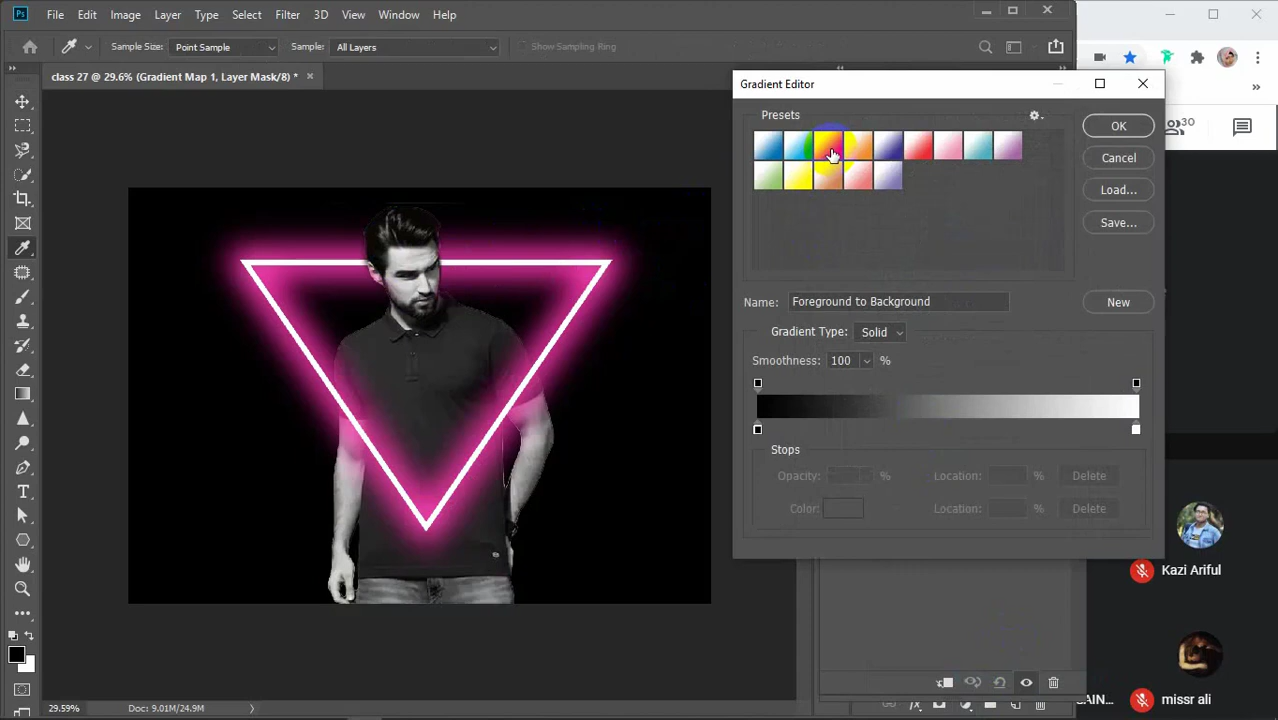 Ps File Edit Image Layer Type Select Filter 3D View Window Help
Sample Size: Point Sample Sample: All Layers Show Sampling Ring
class 27 @ 29.6% (Gradient Map 1, Layer Mask/8) *
Gradient Editor
Presets
OK
30
Cancel
Load...
Save...
Name: Foreground to Background
New
Gradient Type: Solid
Smoothness: 100 %
Stops
Opacity: % Location: % Delete
Color: Location: % Delete
Kazi Ariful
missr ali
AIN...
29.59% Doc: 9.01M/24.9M